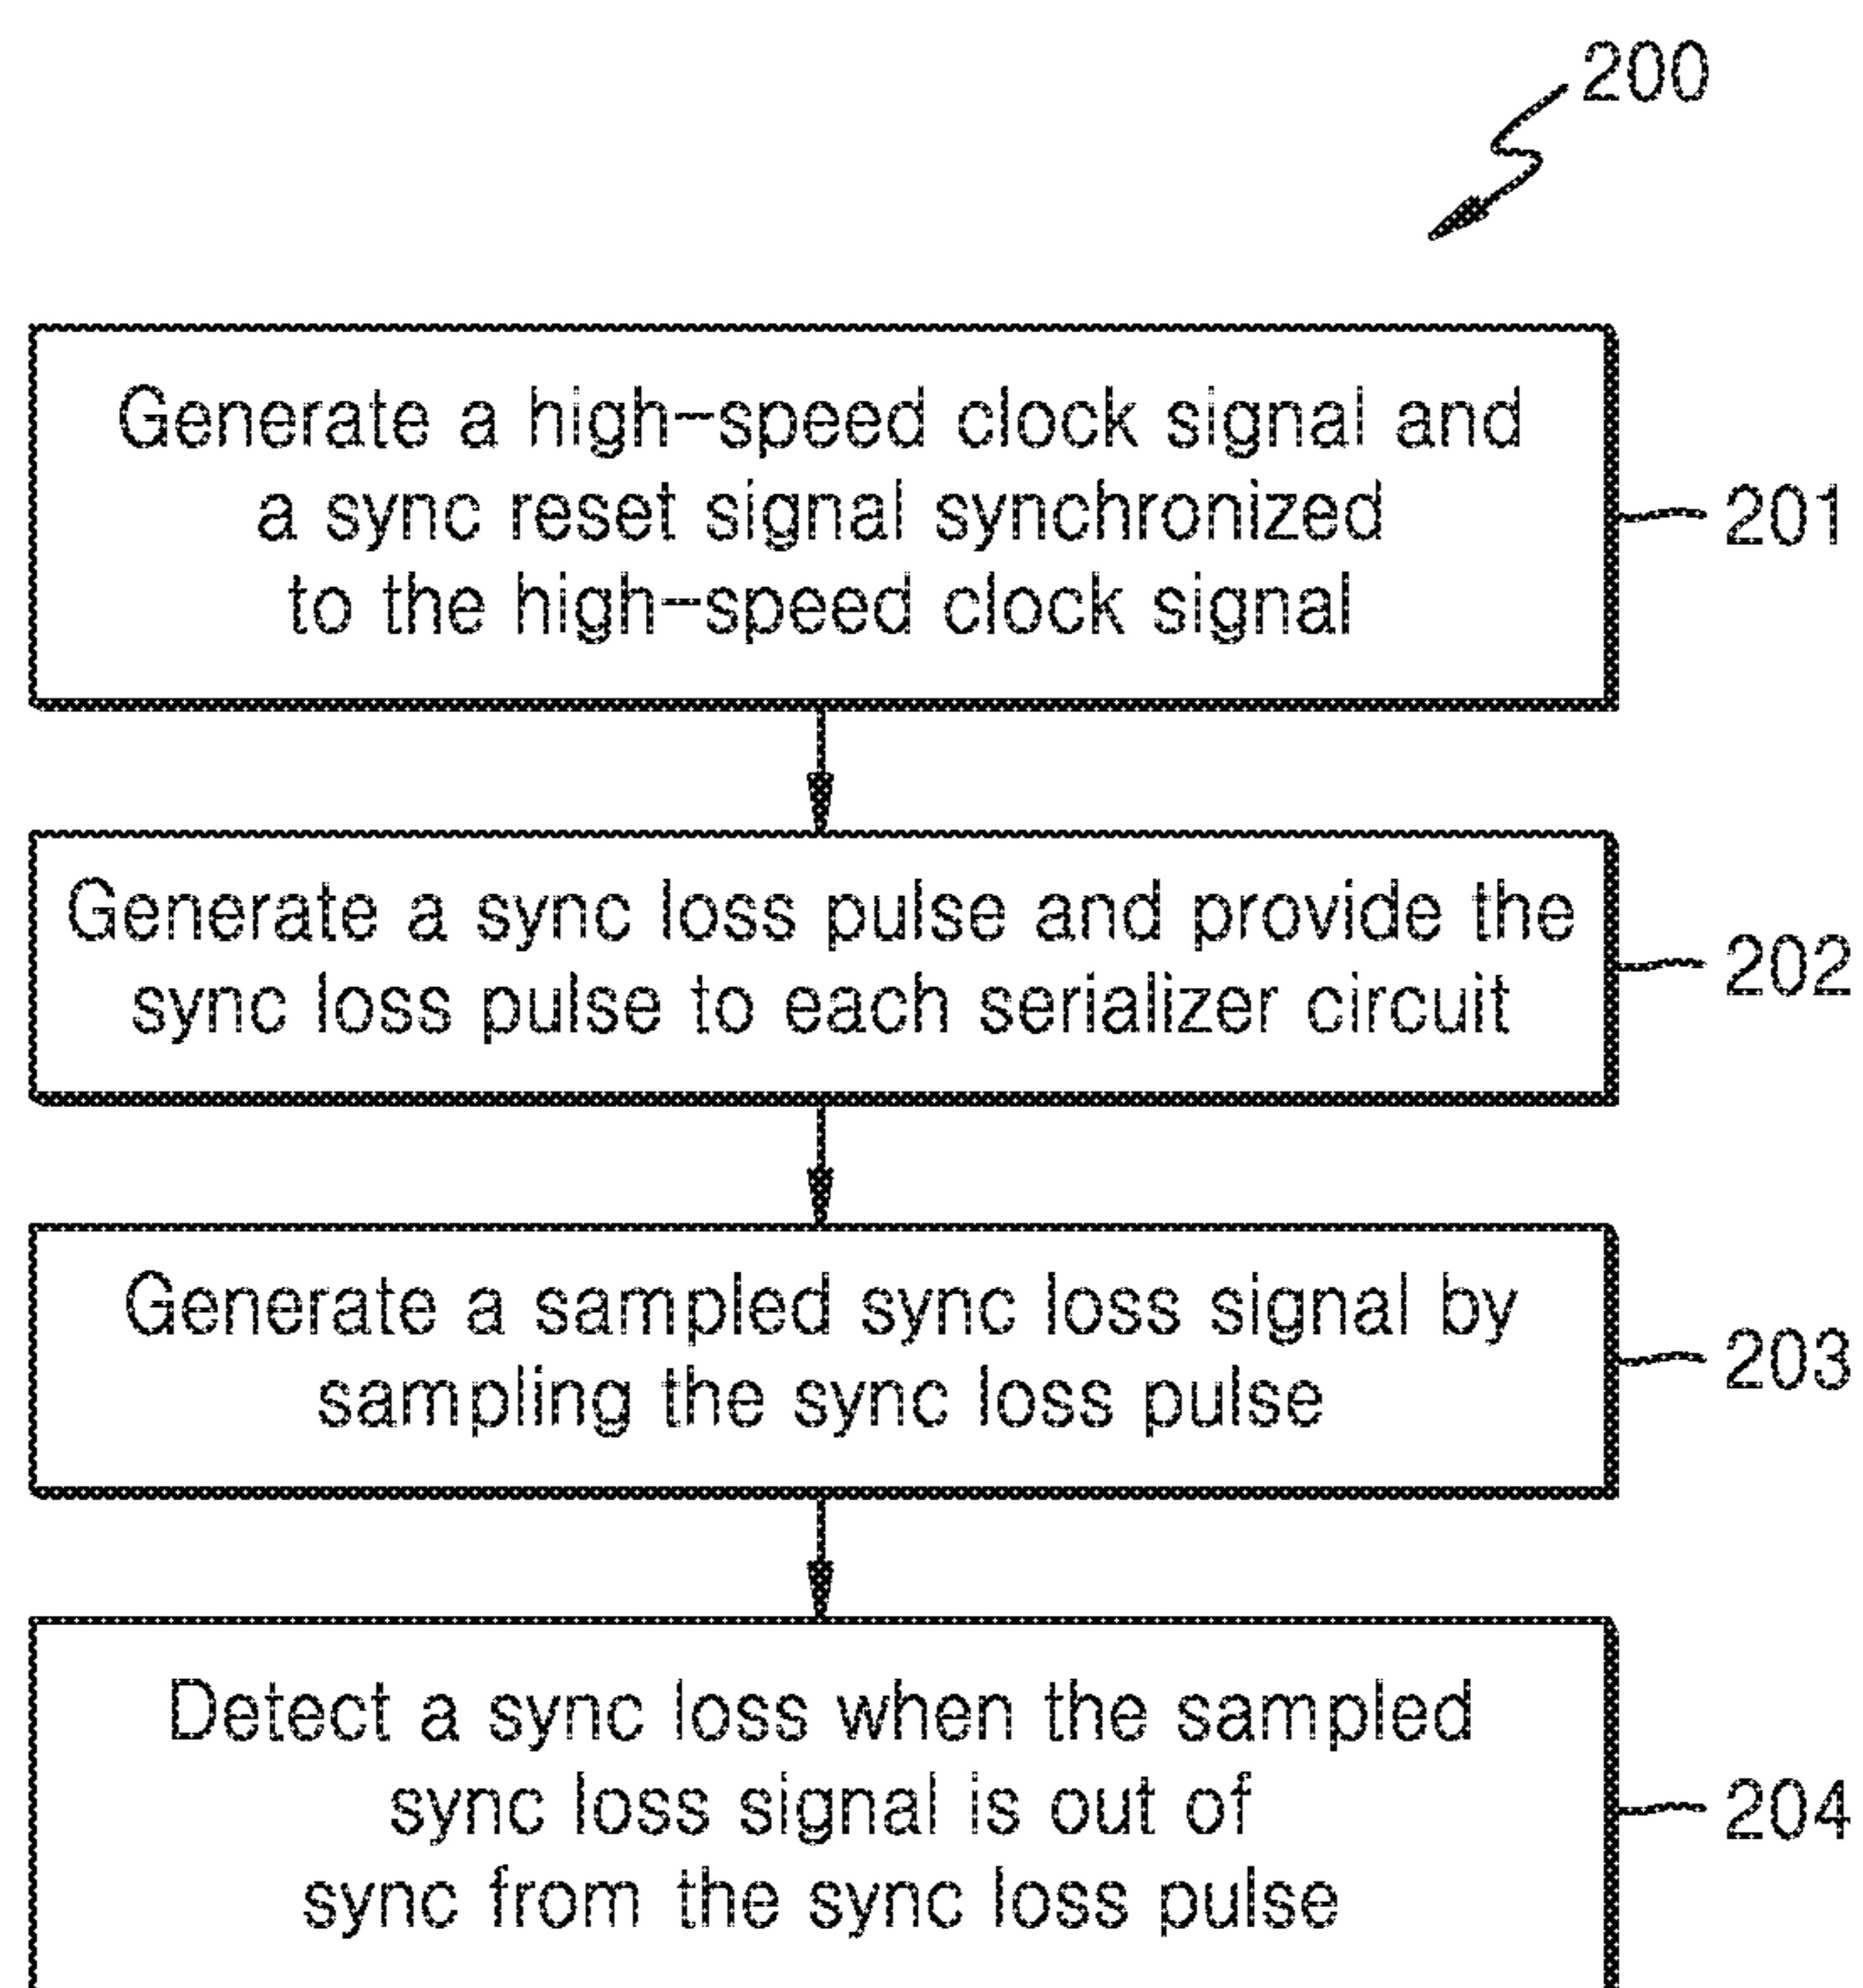 200
Generate a high-speed clock signal and
a sync reset signal synchronized
to the high-speed clock signal
201
Generate a sync loss pulse and provide the
sync loss pulse to each serializer circuit
202
Generate a sampled sync loss signal by
sampling the sync loss pulse
203
Detect a sync loss when the sampled
sync loss signal is out of
sync from the sync loss pulse
204